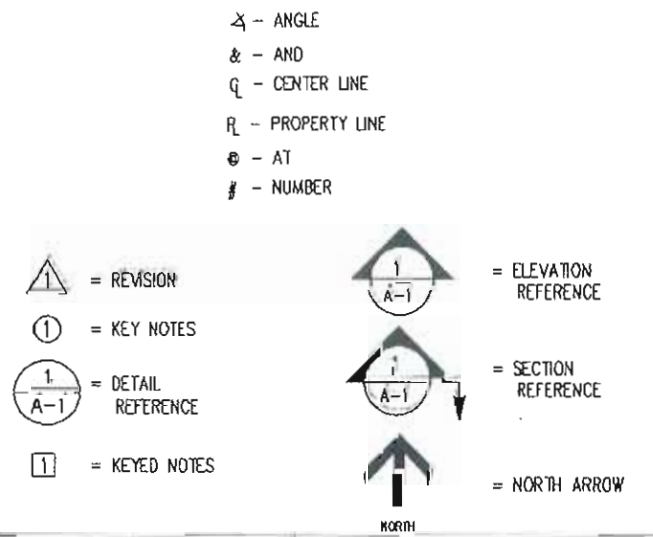 ∡ - ANGLE
& - AND
℄ - CENTER LINE
PL - PROPERTY LINE
@ - AT
# - NUMBER
1 = REVISION
1 = KEY NOTES
1
A-1
= DETAIL
REFERENCE
1 = KEYED NOTES
1
A-1
= ELEVATION
REFERENCE
1
A-1
= SECTION
REFERENCE
= NORTH ARROW
NORTH